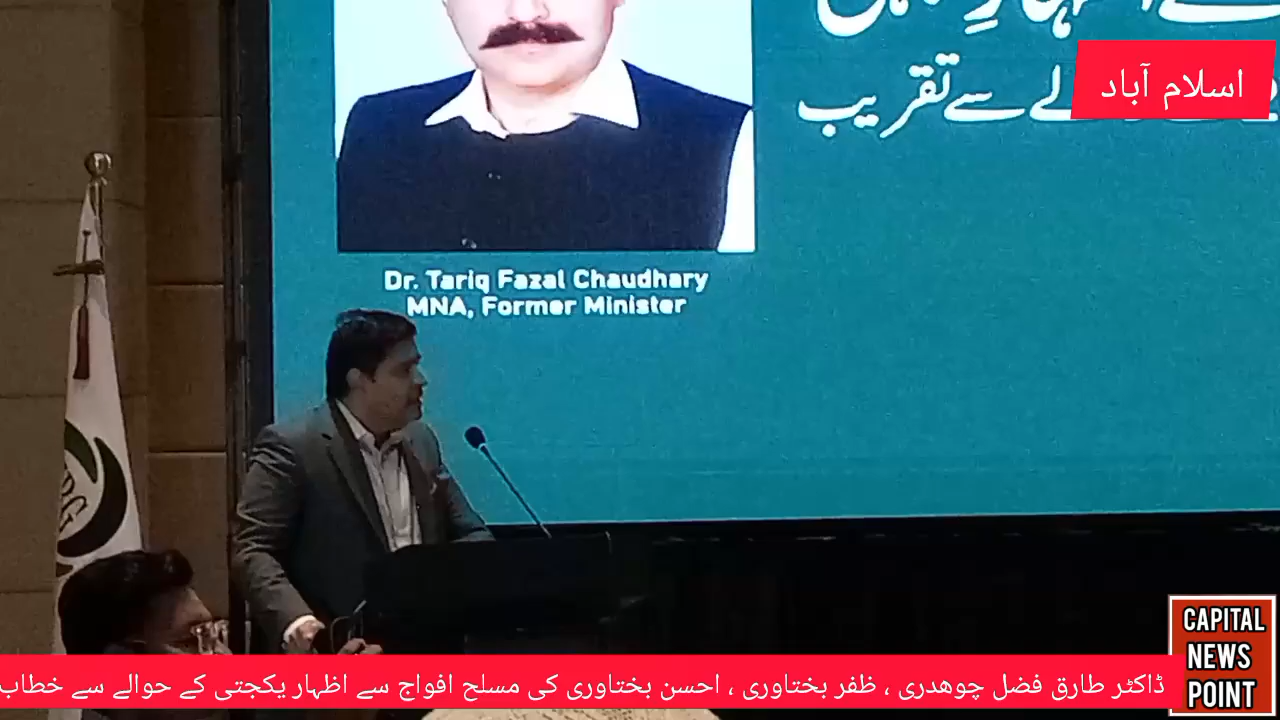 اسلام آباد
سے تقریب
Dr. Tariq Fazal Chaudhary
MNA, Former Minister
CAPITAL
NEWS
POINT
ڈاکٹر طارق فضل چوھدری ، ظفر بختاوری ، احسن بختاوری کی مسلح افواج سے اظہار یکجتی کے حوالے سے خطاب